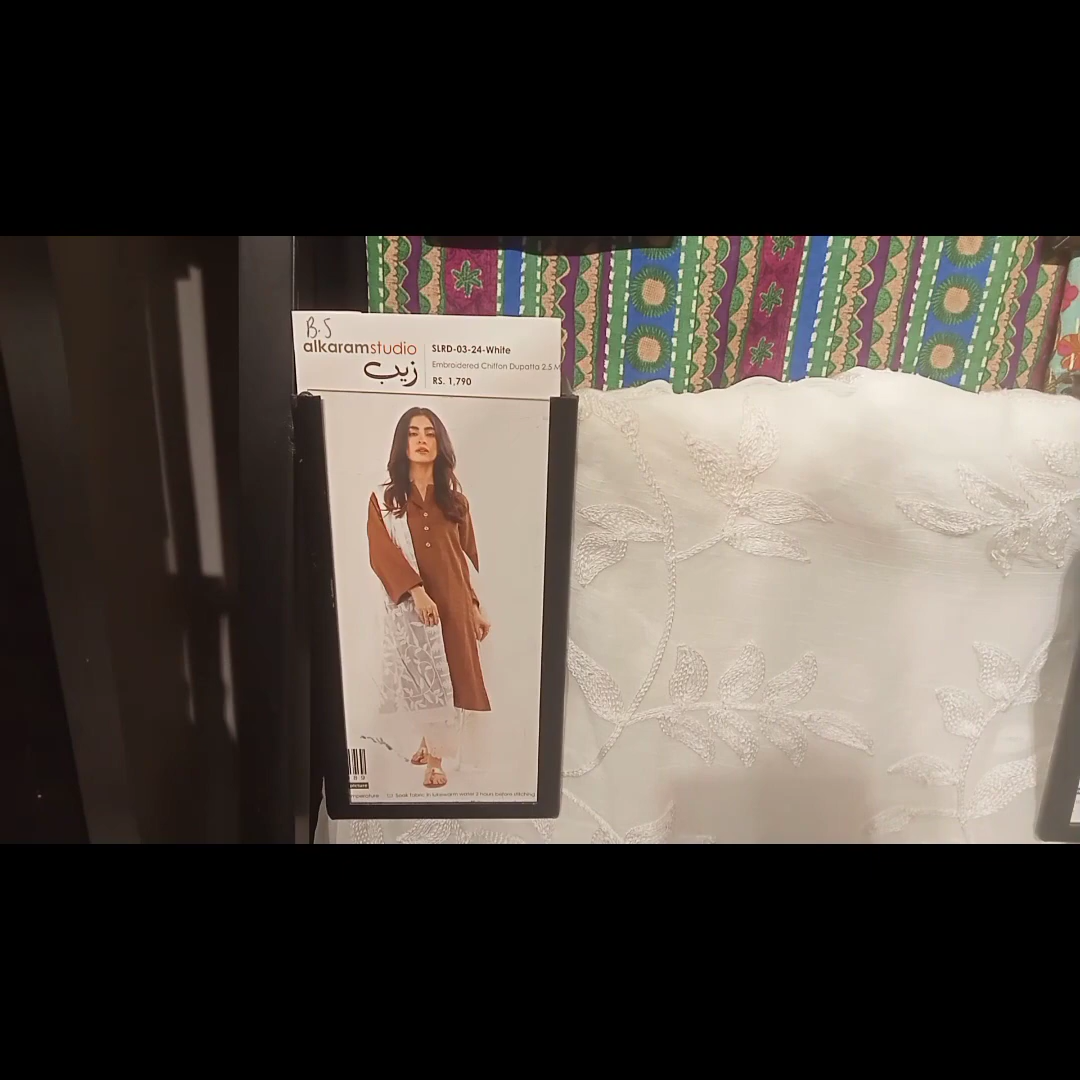 B.S
alkaramstudio
زیب
SLRD-03-24-White
Embroidered Chiffon Dupatta 2.5 M
RS. 1,790
soak fabric in lukewarm water 2 hours before stitching